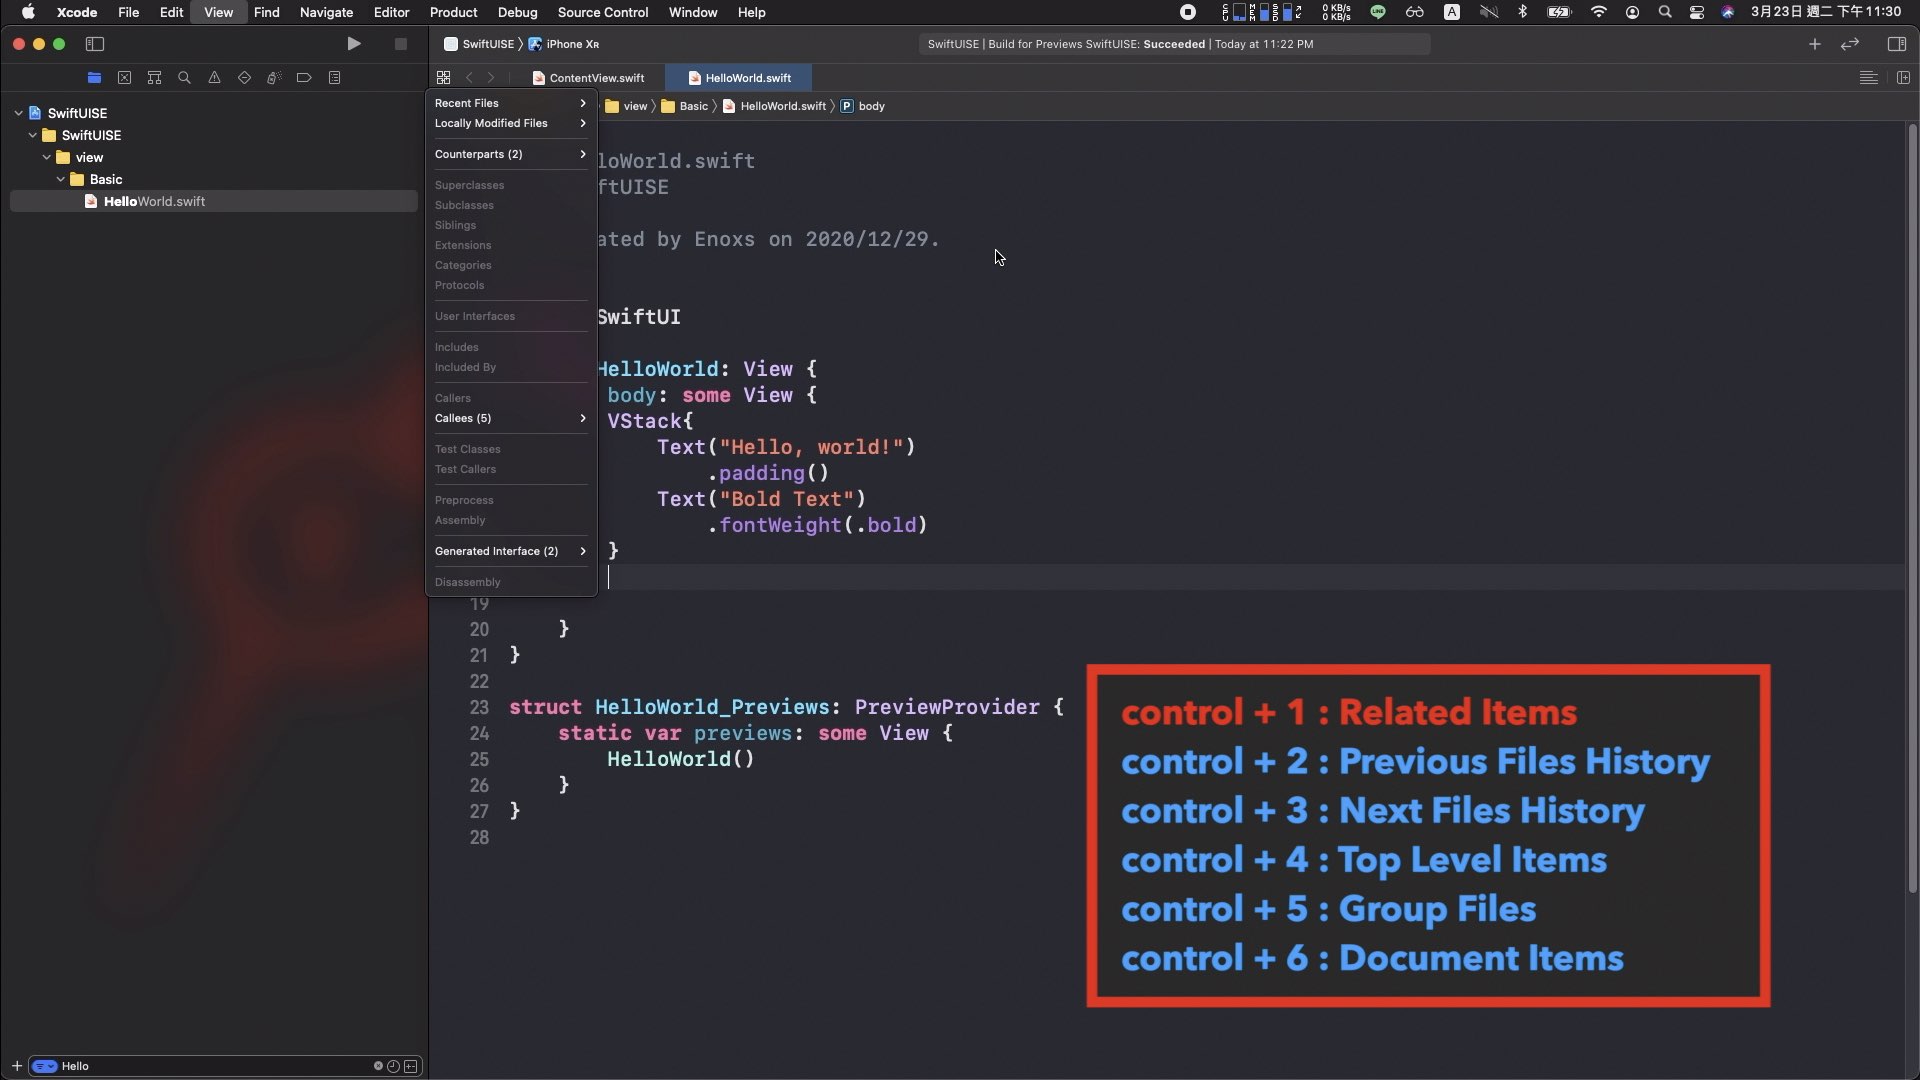 Xcode File Edit View Find Navigate Editor Product Debug Source Control Window Help
0 KB/s
0 KB/s
A
3月23日 週二 下午11:30
SwiftUISE 〉 iPhone Xʀ
SwiftUISE | Build for Previews SwiftUISE: Succeeded | Today at 11:22 PM
ContentView.swift
HelloWorld.swift
view 〉 Basic 〉 HelloWorld.swift 〉 P body
SwiftUISE
SwiftUISE
view
Basic
HelloWorld.swift
Recent Files
Locally Modified Files
Counterparts (2)
Superclasses
Subclasses
Siblings
Extensions
Categories
Protocols
User Interfaces
Includes
Included By
Callers
Callees (5)
Test Classes
Test Callers
Preprocess
Assembly
Generated Interface (2)
Disassembly
loWorld.swift
ftUISE
ated by Enoxs on 2020/12/29.
SwiftUI
HelloWorld: View {
body: some View {
VStack{
Text("Hello, world!")
.padding()
Text("Bold Text")
.fontWeight(.bold)
}
19
20 }
21 }
22
23 struct HelloWorld_Previews: PreviewProvider {
24 static var previews: some View {
25 HelloWorld()
26 }
27 }
28
control + 1 : Related Items
control + 2 : Previous Files History
control + 3 : Next Files History
control + 4 : Top Level Items
control + 5 : Group Files
control + 6 : Document Items
Hello